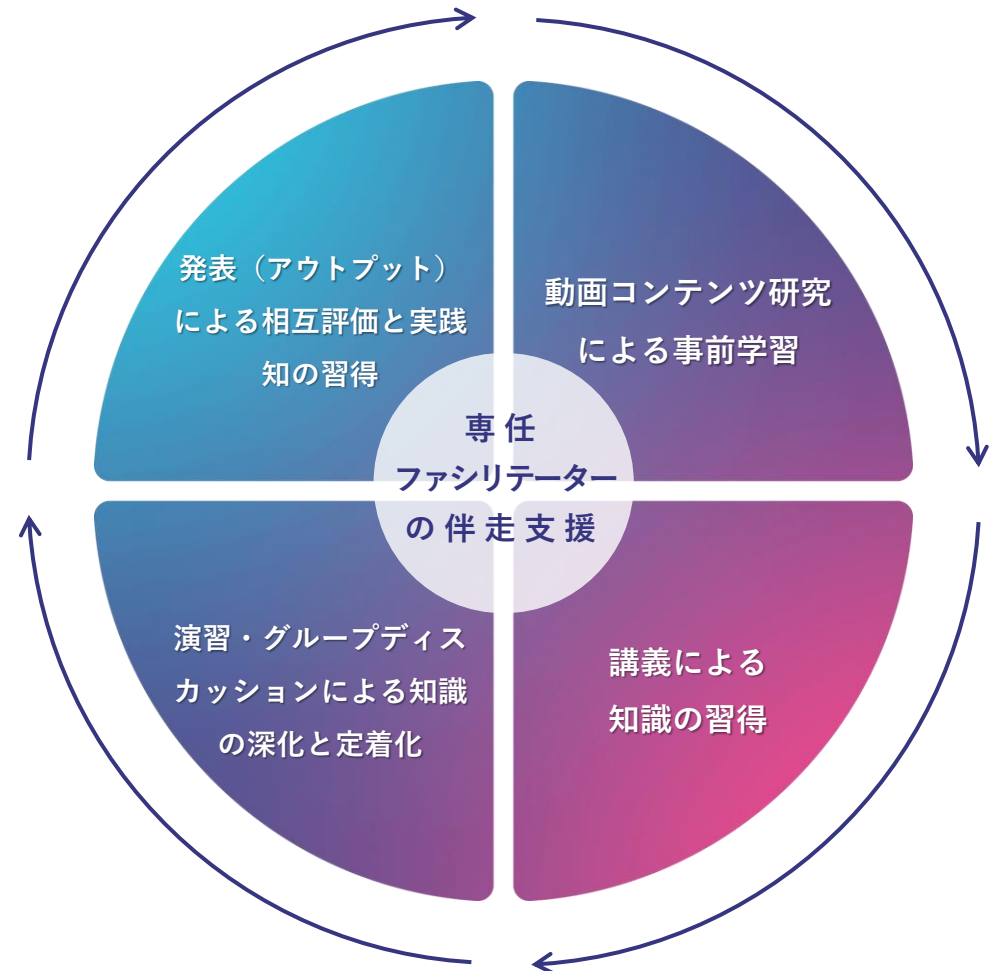 発表（アウトプット）
による相互評価と実践
知の習得
動画コンテンツ研究
による事前学習
専任
ファシリテーター
の伴走支援
演習・グループディス
カッションによる知識
の深化と定着化
講義による
知識の習得